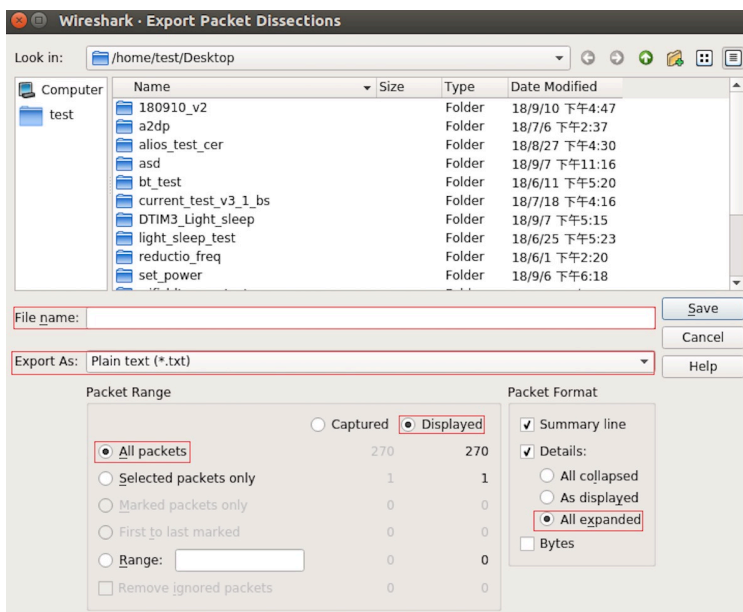 Wireshark · Export Packet Dissections
Look in: /home/test/Desktop
Computer
test
Name Size Type Date Modified
180910_v2 Folder 18/9/10 下午4:47
a2dp Folder 18/7/6 下午2:37
alios_test_cer Folder 18/8/27 下午4:30
asd Folder 18/9/7 下午11:16
bt_test Folder 18/6/11 下午5:20
current_test_v3_1_bs Folder 18/7/18 下午4:16
DTIM3_Light_sleep Folder 18/9/7 下午5:15
light_sleep_test Folder 18/6/25 下午5:23
reductio_freq Folder 18/6/1 下午2:20
set_power Folder 18/9/6 下午6:18
File name: Save
Cancel
Export As: Plain text (*.txt) Help
Packet Range Packet Format
Captured Displayed Summary line
All packets 270 270 Details:
Selected packets only 1 1 All collapsed
Marked packets only 0 0 As displayed
First to last marked 0 0 All expanded
Range: 0 0 Bytes
Remove ignored packets 0 0